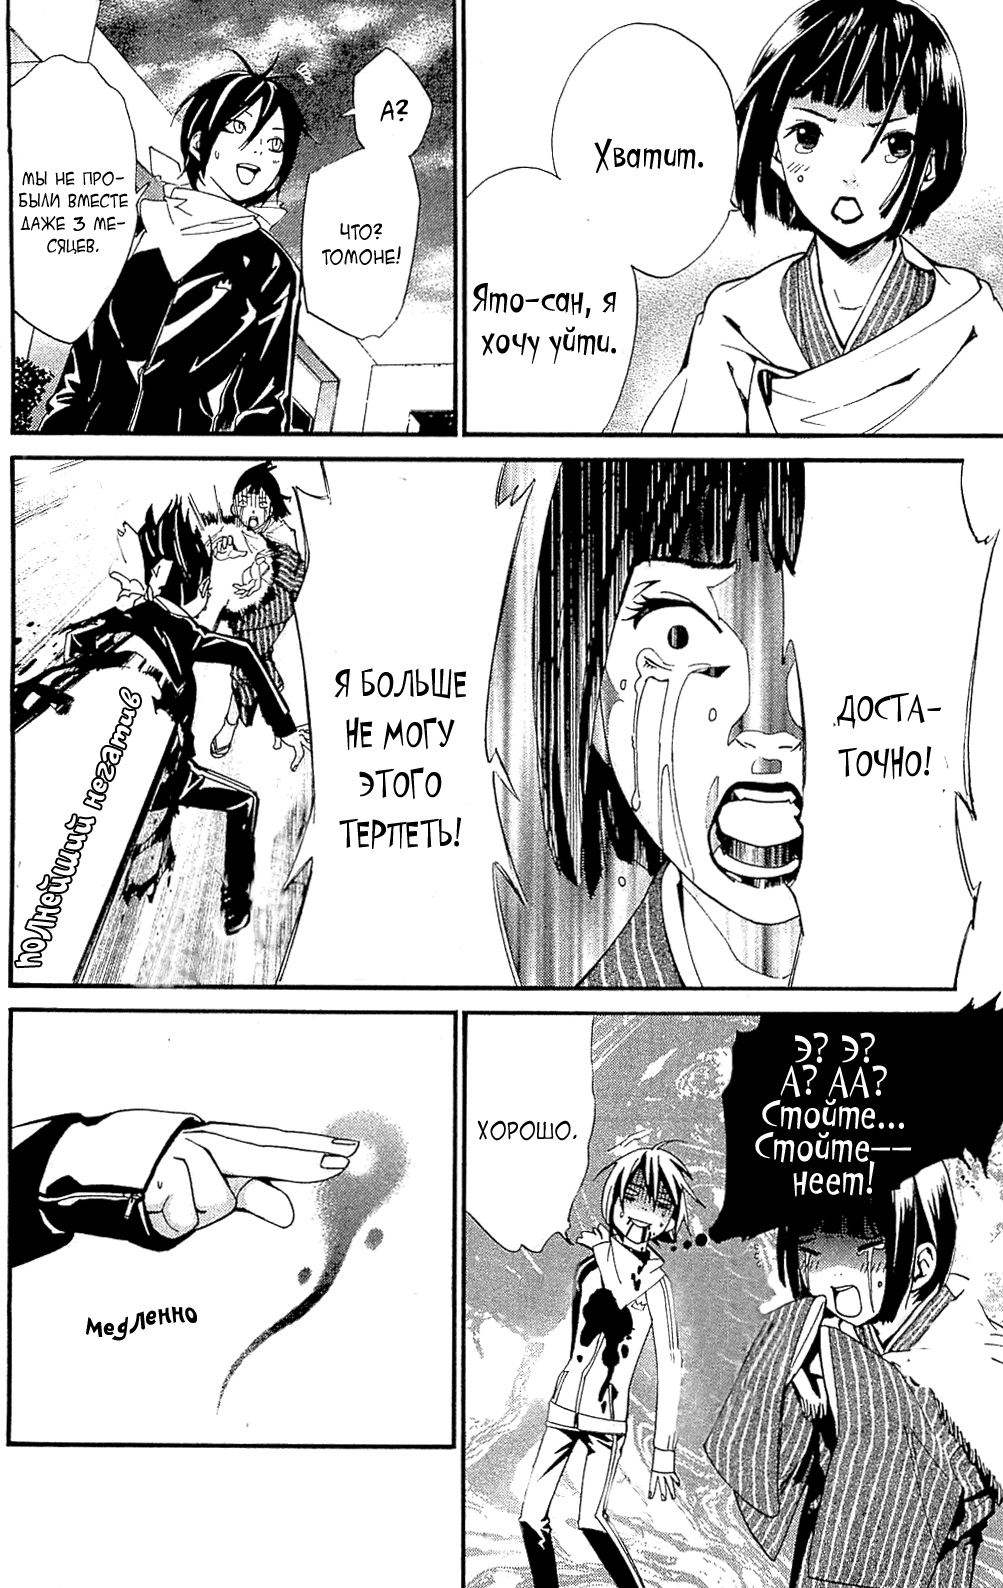 Хватит.
Ято-сан, я
хочу уйти.
А?
ЧТО?
ТОМОНЕ!
МЫ НЕ ПРО-
БЫЛИ ВМЕСТЕ
ДАЖЕ 3 МЕ-
СЯЦЕВ.
ДОСТА-
ТОЧНО!
Я БОЛЬШЕ
НЕ МОГУ
ЭТОГО
ТЕРПЕТЬ!
полнейший негатив
Э? Э?
А? АА?
Стойте...
Стойте--
неет!
ХОРОШО.
Медленно